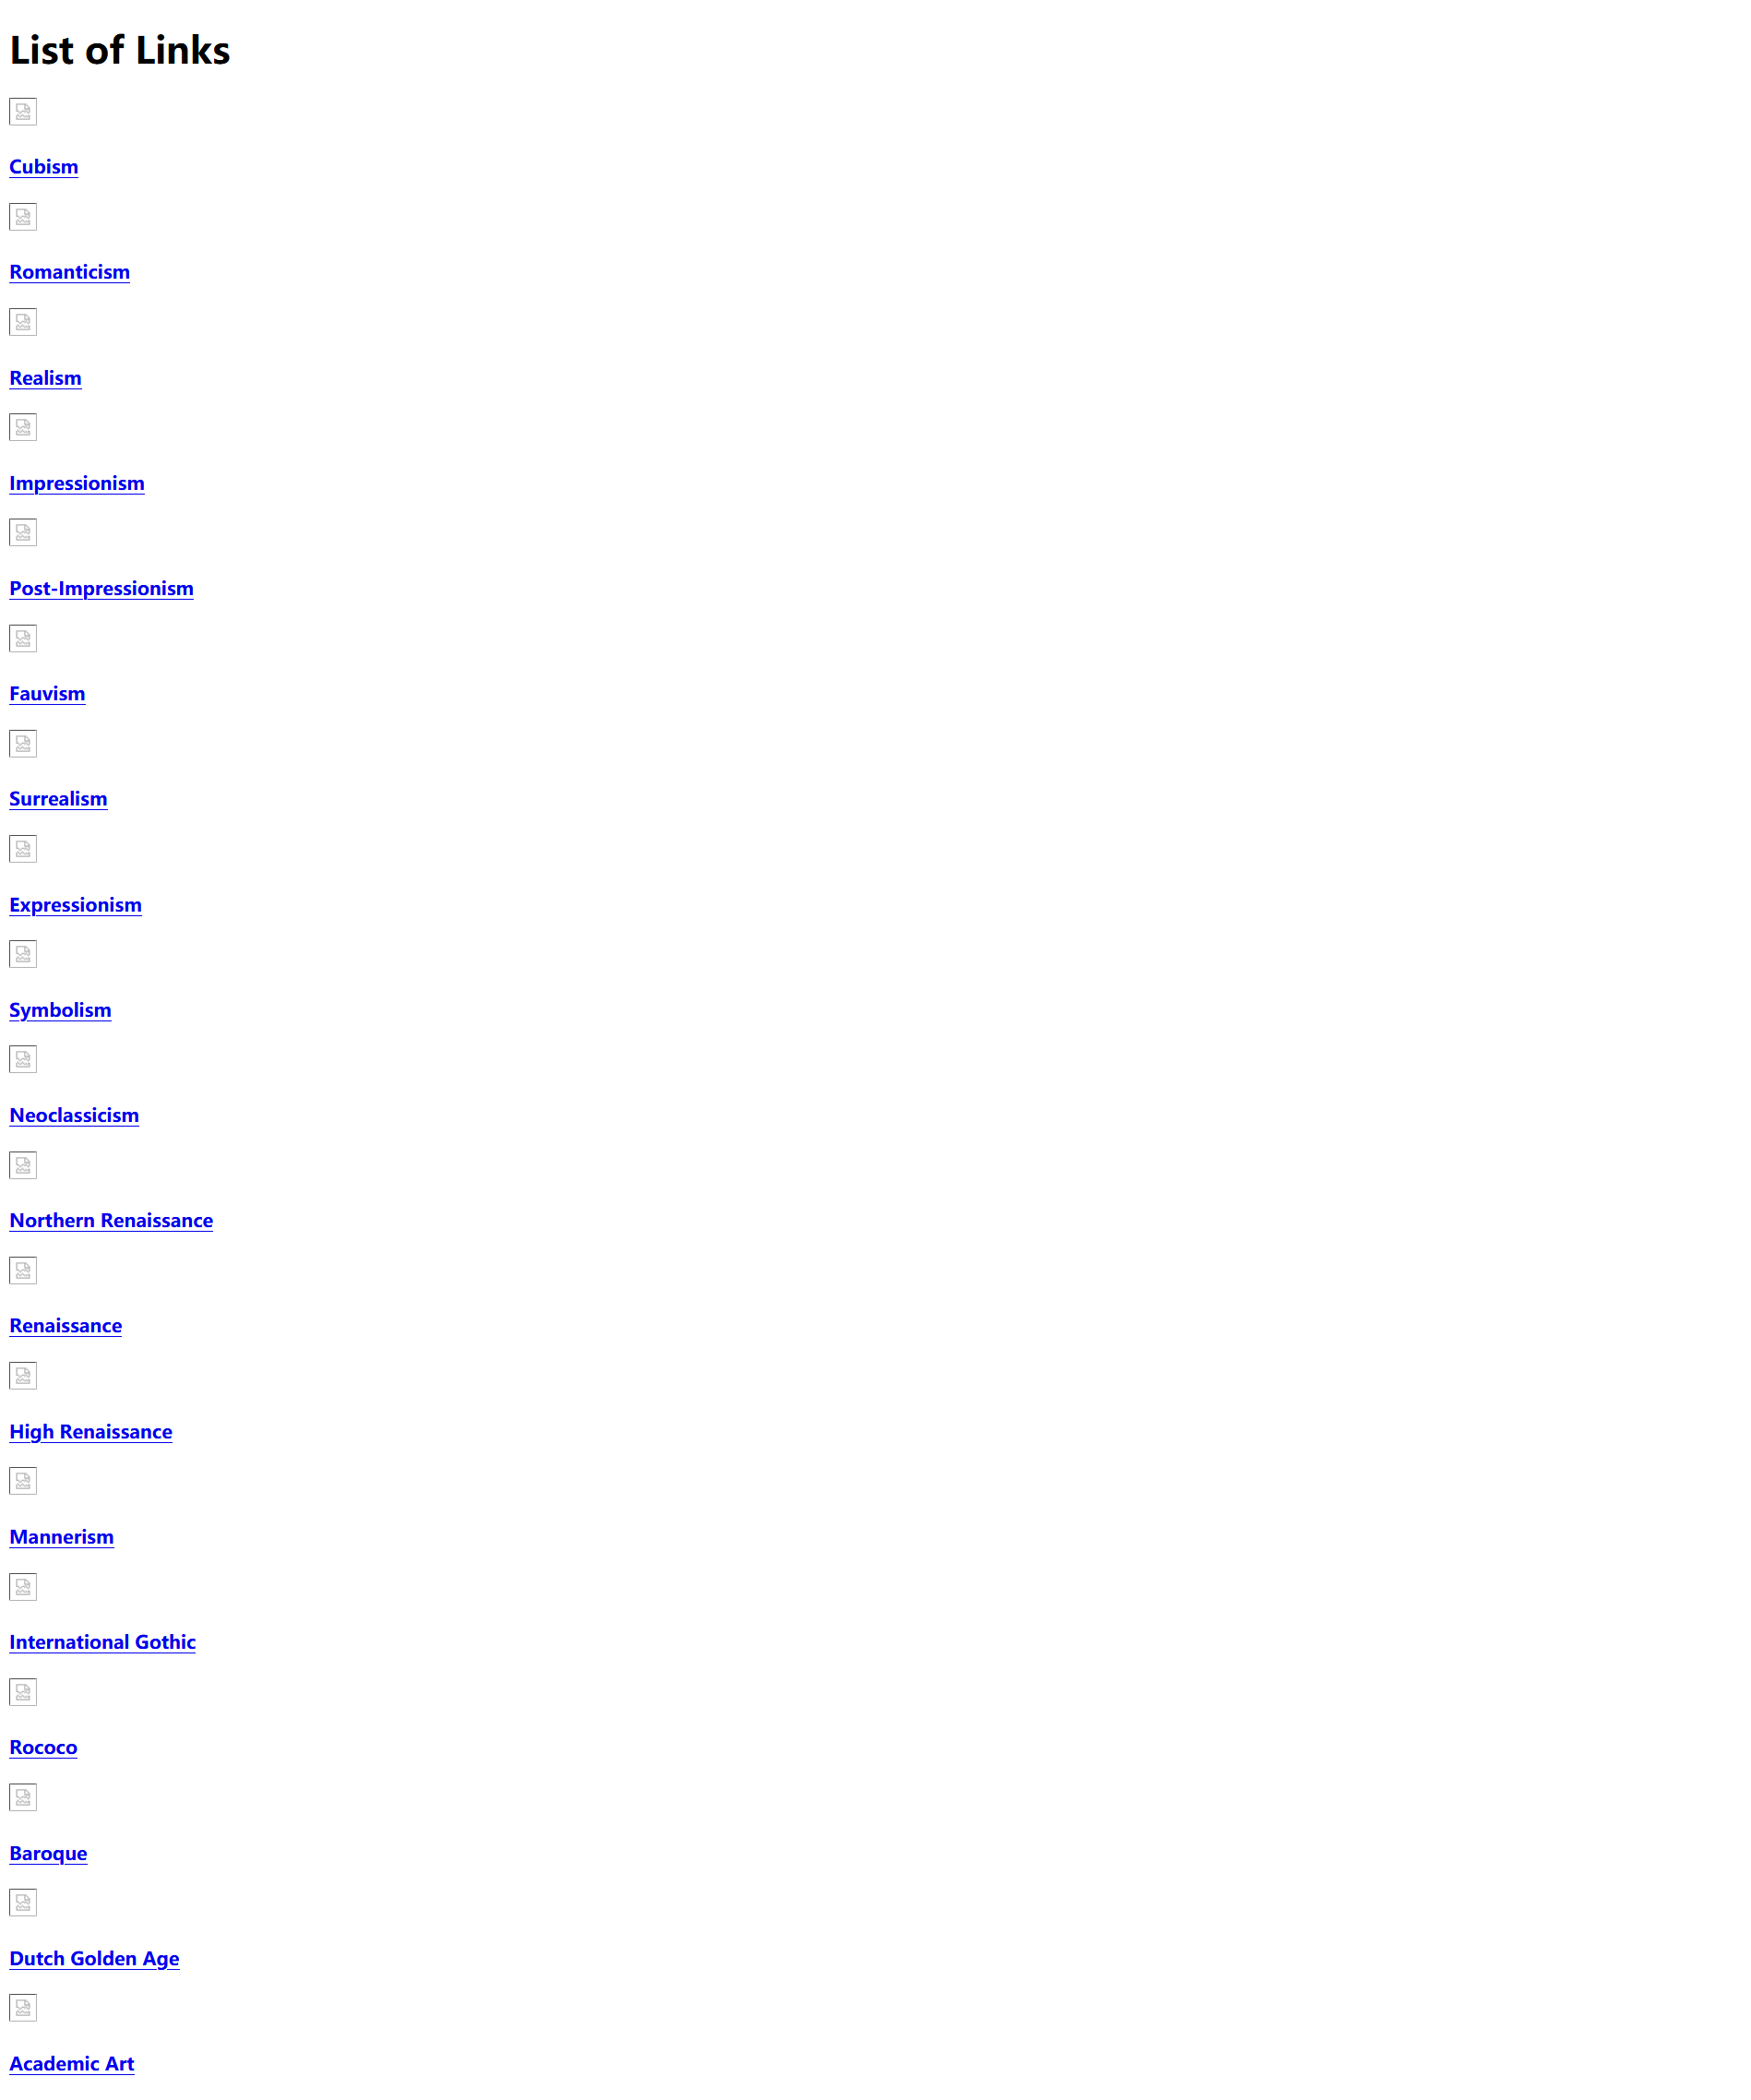 List of Links
Cubism
Romanticism
Realism
Impressionism
Post-Impressionism
Fauvism
Surrealism
Expressionism
Symbolism
Neoclassicism
Northern Renaissance
Renaissance
High Renaissance
Mannerism
International Gothic
Rococo
Baroque
Dutch Golden Age
Academic Art